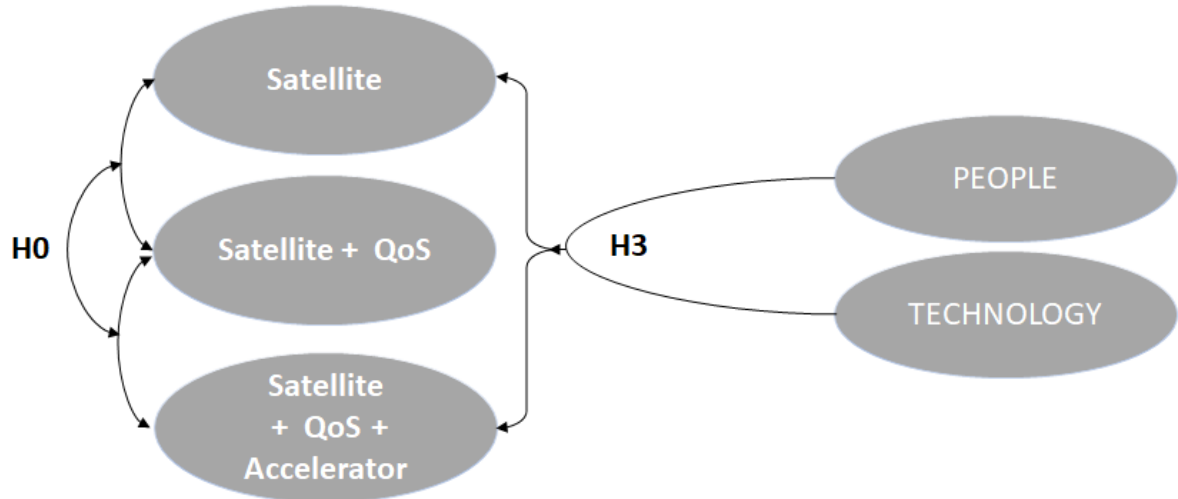 Satellite
PEOPLE
H0
Satellite + QoS
H3
TECHNOLOGY
Satellite
+ QoS +
Accelerator